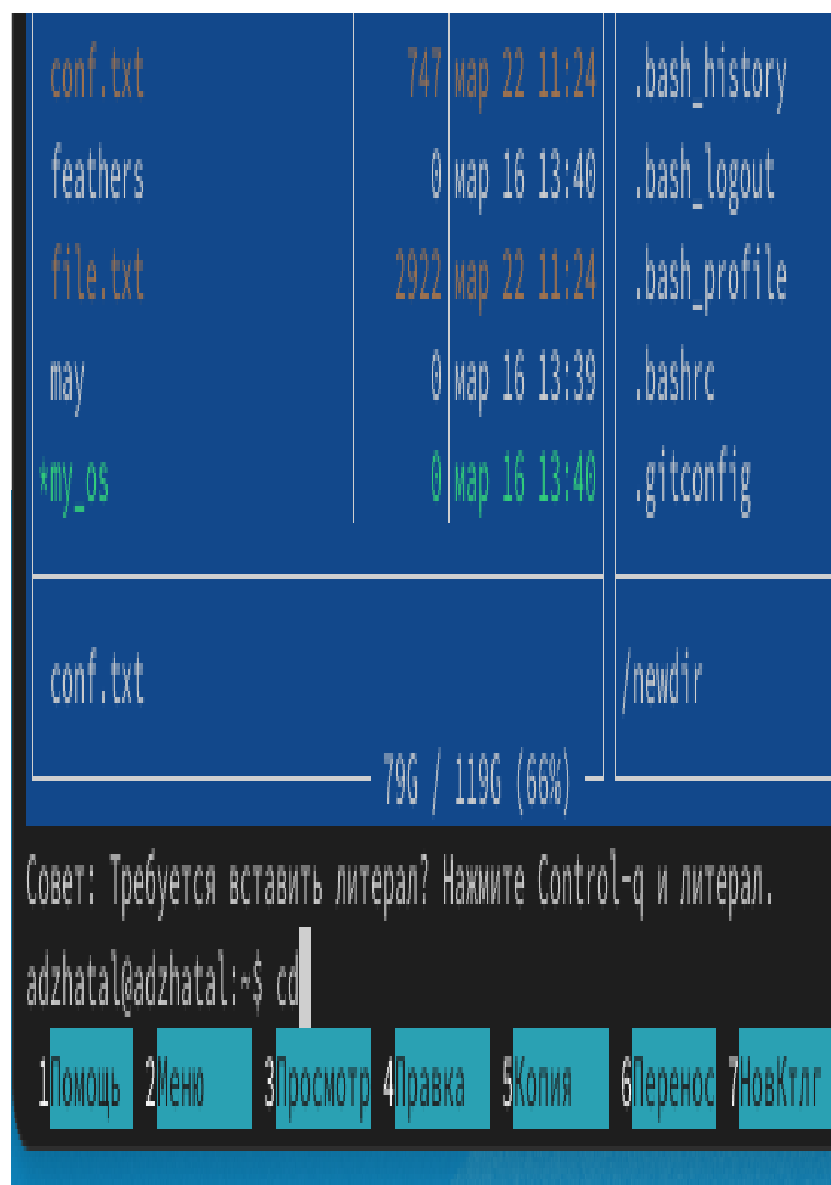 conf.txt 747 мар 22 11:24 .bash_history
feathers 0 мар 16 13:40 .bash_logout
file.txt 2922 мар 22 11:24 .bash_profile
may 0 мар 16 13:39 .bashrc
*my_os 0 мар 16 13:40 .gitconfig
conf.txt /newdir
79G / 119G (66%)
Совет: Требуется вставить литерал? Нажмите Control-q и литерал.
adzhatal@adzhatal:~$ cd
1Помощь 2Меню 3Просмотр 4Правка 5Копия 6Перенос 7НовКтлг